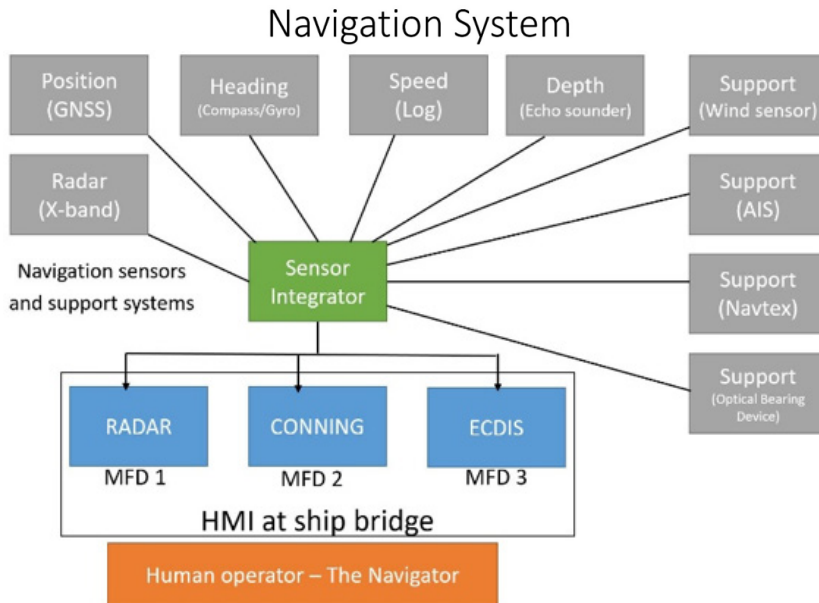 Navigation System
Position
(GNSS)
Heading
(Compass/Gyro)
Speed
(Log)
Depth
(Echo sounder)
Support
(Wind sensor)
Radar
(X-band)
Support
(AIS)
Sensor
Integrator
Navigation sensors
and support systems
Support
(Navtex)
Support
(Optical Bearing
Device)
RADAR
CONNING
ECDIS
MFD 1
MFD 2
MFD 3
HMI at ship bridge
Human operator – The Navigator